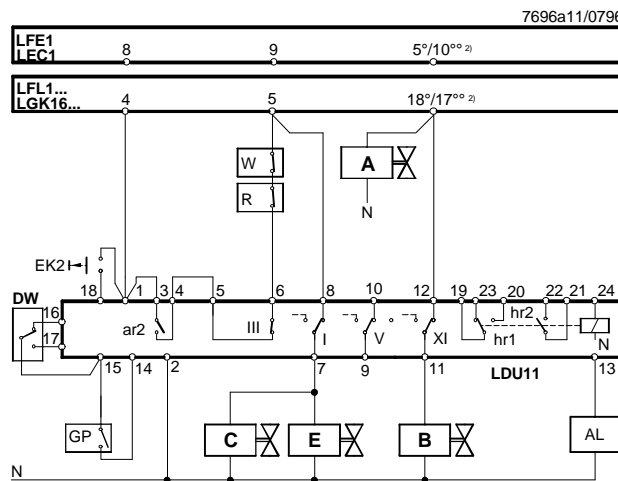 7696a11/0796
LFE1
LEC1
8 9 5°/10°° 2)
LFL1...
LGK16...
4 5 18°/17°° 2)
W
R
A
N
EK2
18 1 3 4 5 6 8 10 12 19 23 20 22 21 24
DW
16
17
ar2 III I V XI hr1 hr2 N
15 14 2 7 9 11 LDU11 13
GP C E B AL
N